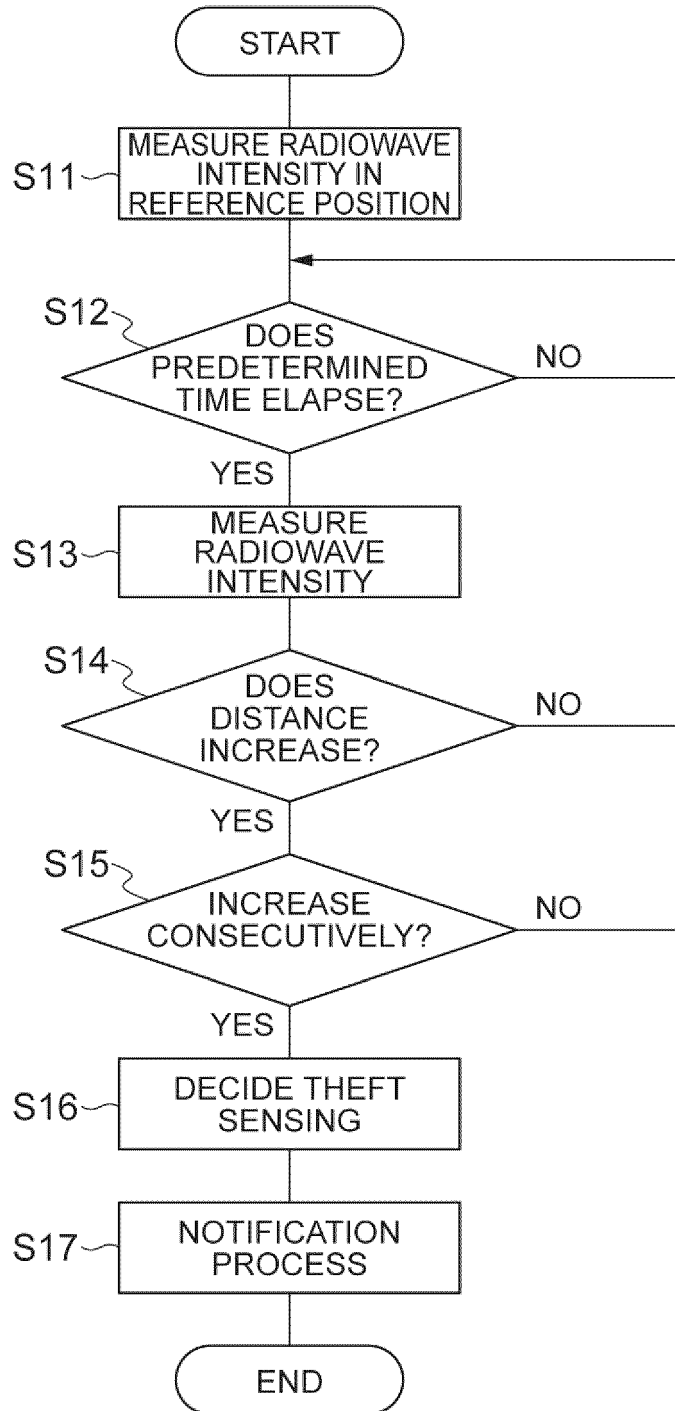 START
S11
MEASURE RADIOWAVE
INTENSITY IN
REFERENCE POSITION
S12
DOES
PREDETERMINED
TIME ELAPSE?
NO
YES
S13
MEASURE
RADIOWAVE
INTENSITY
S14
DOES
DISTANCE
INCREASE?
NO
YES
S15
INCREASE
CONSECUTIVELY?
NO
YES
S16
DECIDE THEFT
SENSING
S17
NOTIFICATION
PROCESS
END